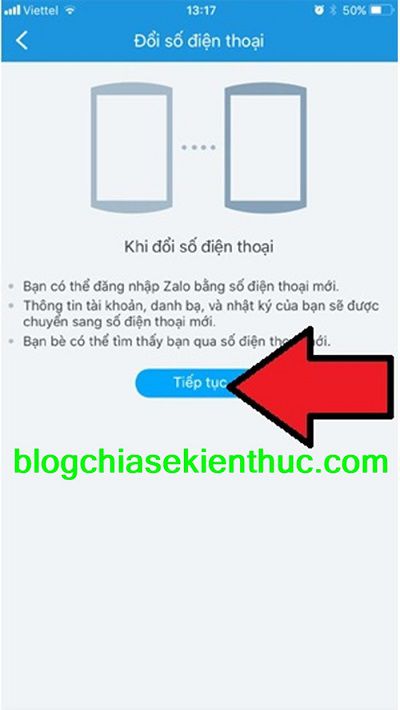 Viettel 13:17 50%
Đổi số điện thoại
Khi đổi số điện thoại
Bạn có thể đăng nhập Zalo bằng số điện thoại mới.
Thông tin tài khoản, danh bạ, và nhật ký của bạn sẽ được
chuyển sang số điện thoại mới.
Bạn bè có thể tìm thấy bạn qua số điện thoại mới.
Tiếp tục
blogchiasekienthuc.com